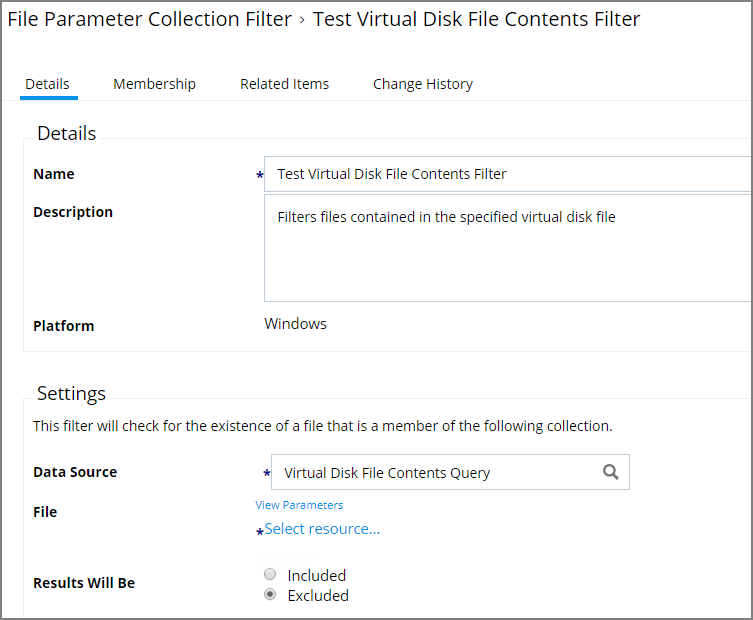 File Parameter Collection Filter › Test Virtual Disk File Contents Filter
Details Membership Related Items Change History
Details
Name * Test Virtual Disk File Contents Filter
Description Filters files contained in the specified virtual disk file
Platform Windows
Settings
This filter will check for the existence of a file that is a member of the following collection.
Data Source * Virtual Disk File Contents Query
View Parameters
File
* Select resource...
Results Will Be
Included
Excluded